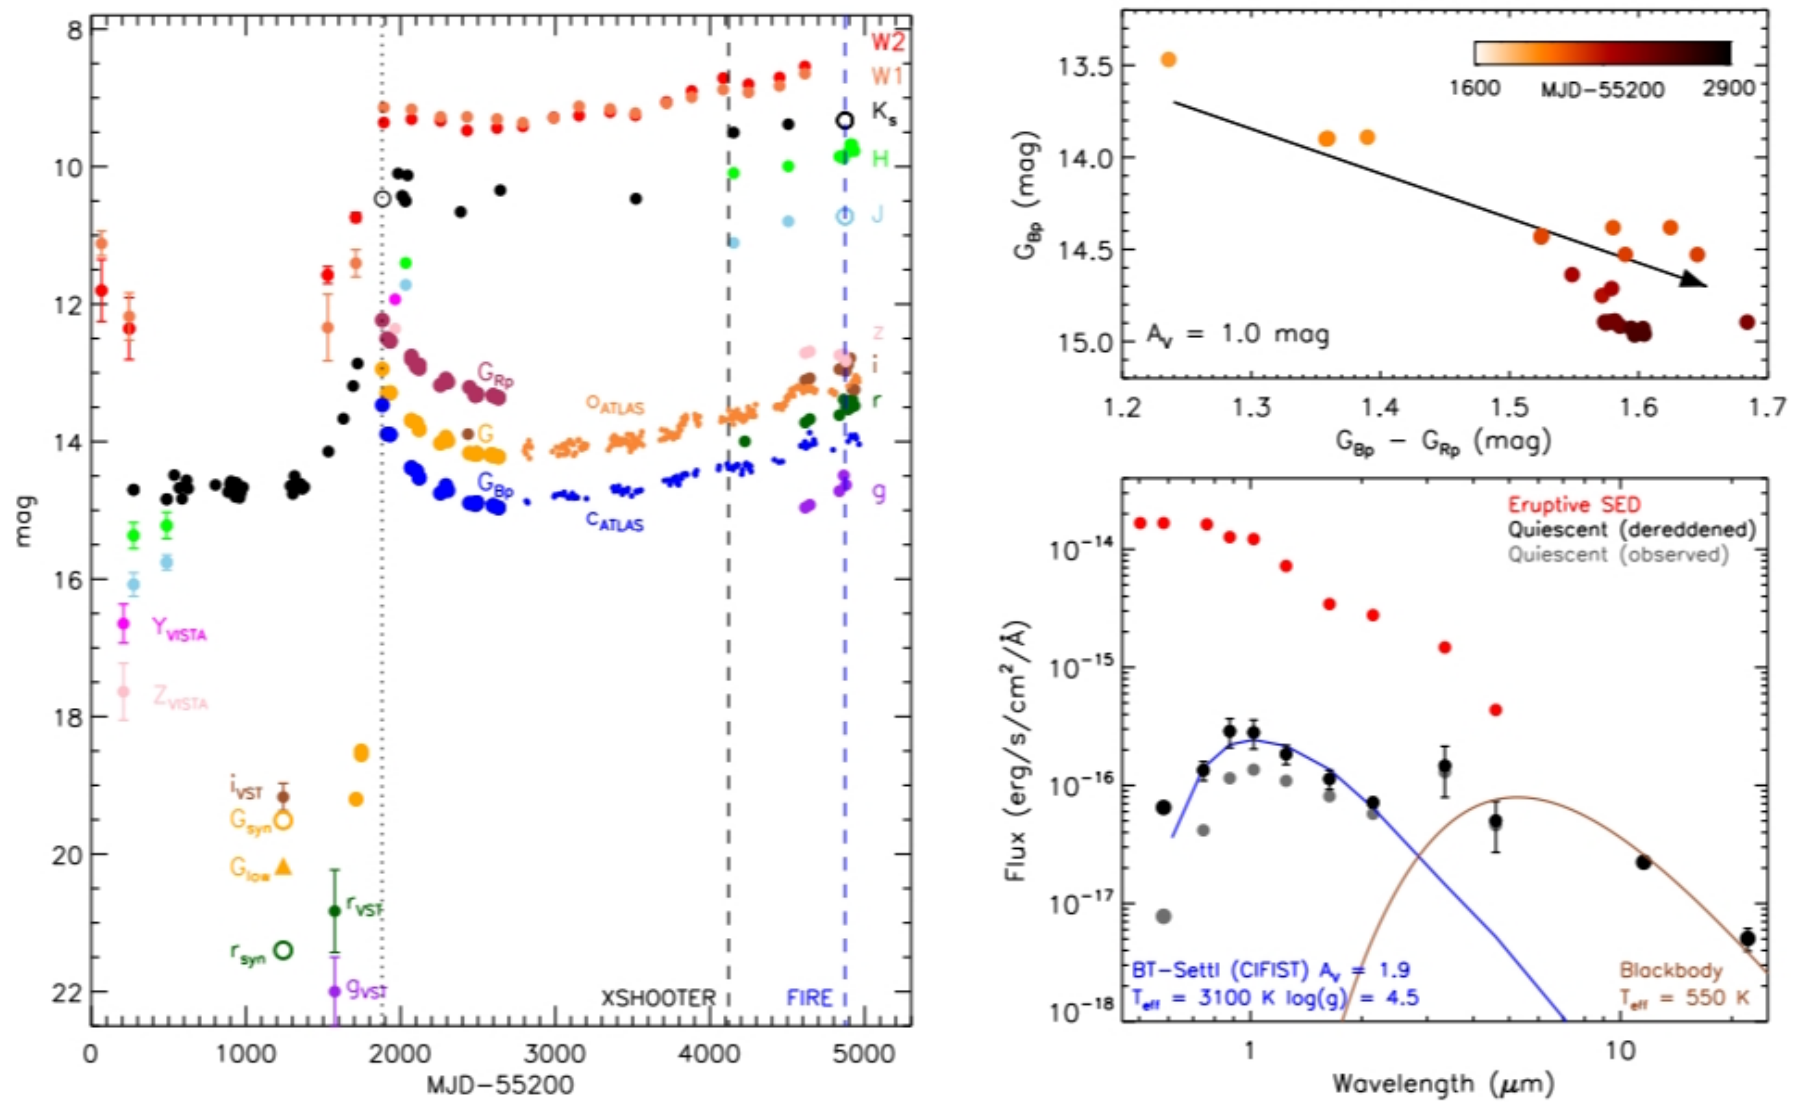 8
10
12
14
16
18
20
22
mag
0
1000
2000
3000
4000
5000
MJD−55200
W2
W1
Ks
H
J
z
i
r
g
GRp
G
GBp
OATLAS
CATLAS
YVISTA
ZVISTA
iVST
Gsyn
Glow
rsyn
rVST
gVST
XSHOOTER
FIRE
13.5
14.0
14.5
15.0
GBp (mag)
1600
MJD−55200
2900
Av = 1.0 mag
1.2
1.3
1.4
1.5
1.6
1.7
GBp − GRp (mag)
Eruptive SED
Quiescent (dereddened)
Quiescent (observed)
10−14
10−15
10−16
10−17
10−18
Flux (erg/s/cm2/Å)
BT−Settl (CIFIST) Av = 1.9
Teff = 3100 K log(g) = 4.5
Blackbody
Teff = 550 K
1
10
Wavelength (μm)